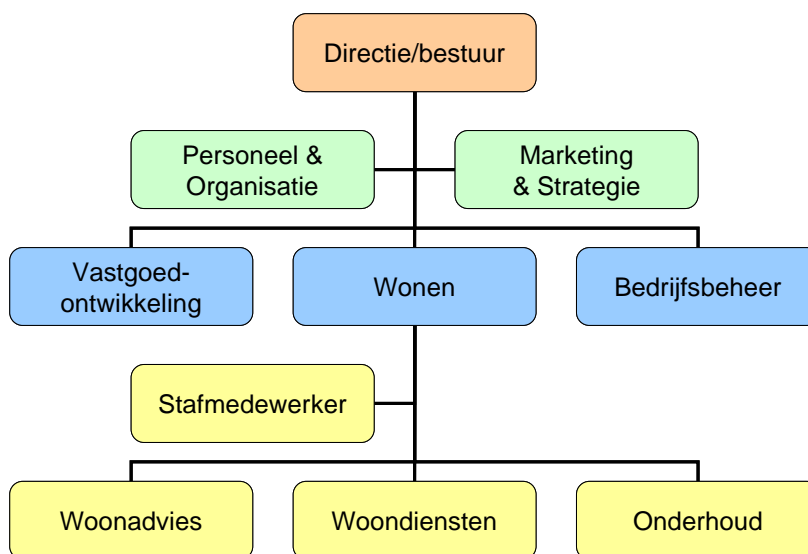 Directie/bestuur
Personeel &
Organisatie
Marketing
& Strategie
Vastgoed-
ontwikkeling
Wonen
Bedrijfsbeheer
Stafmedewerker
Woonadvies
Woondiensten
Onderhoud